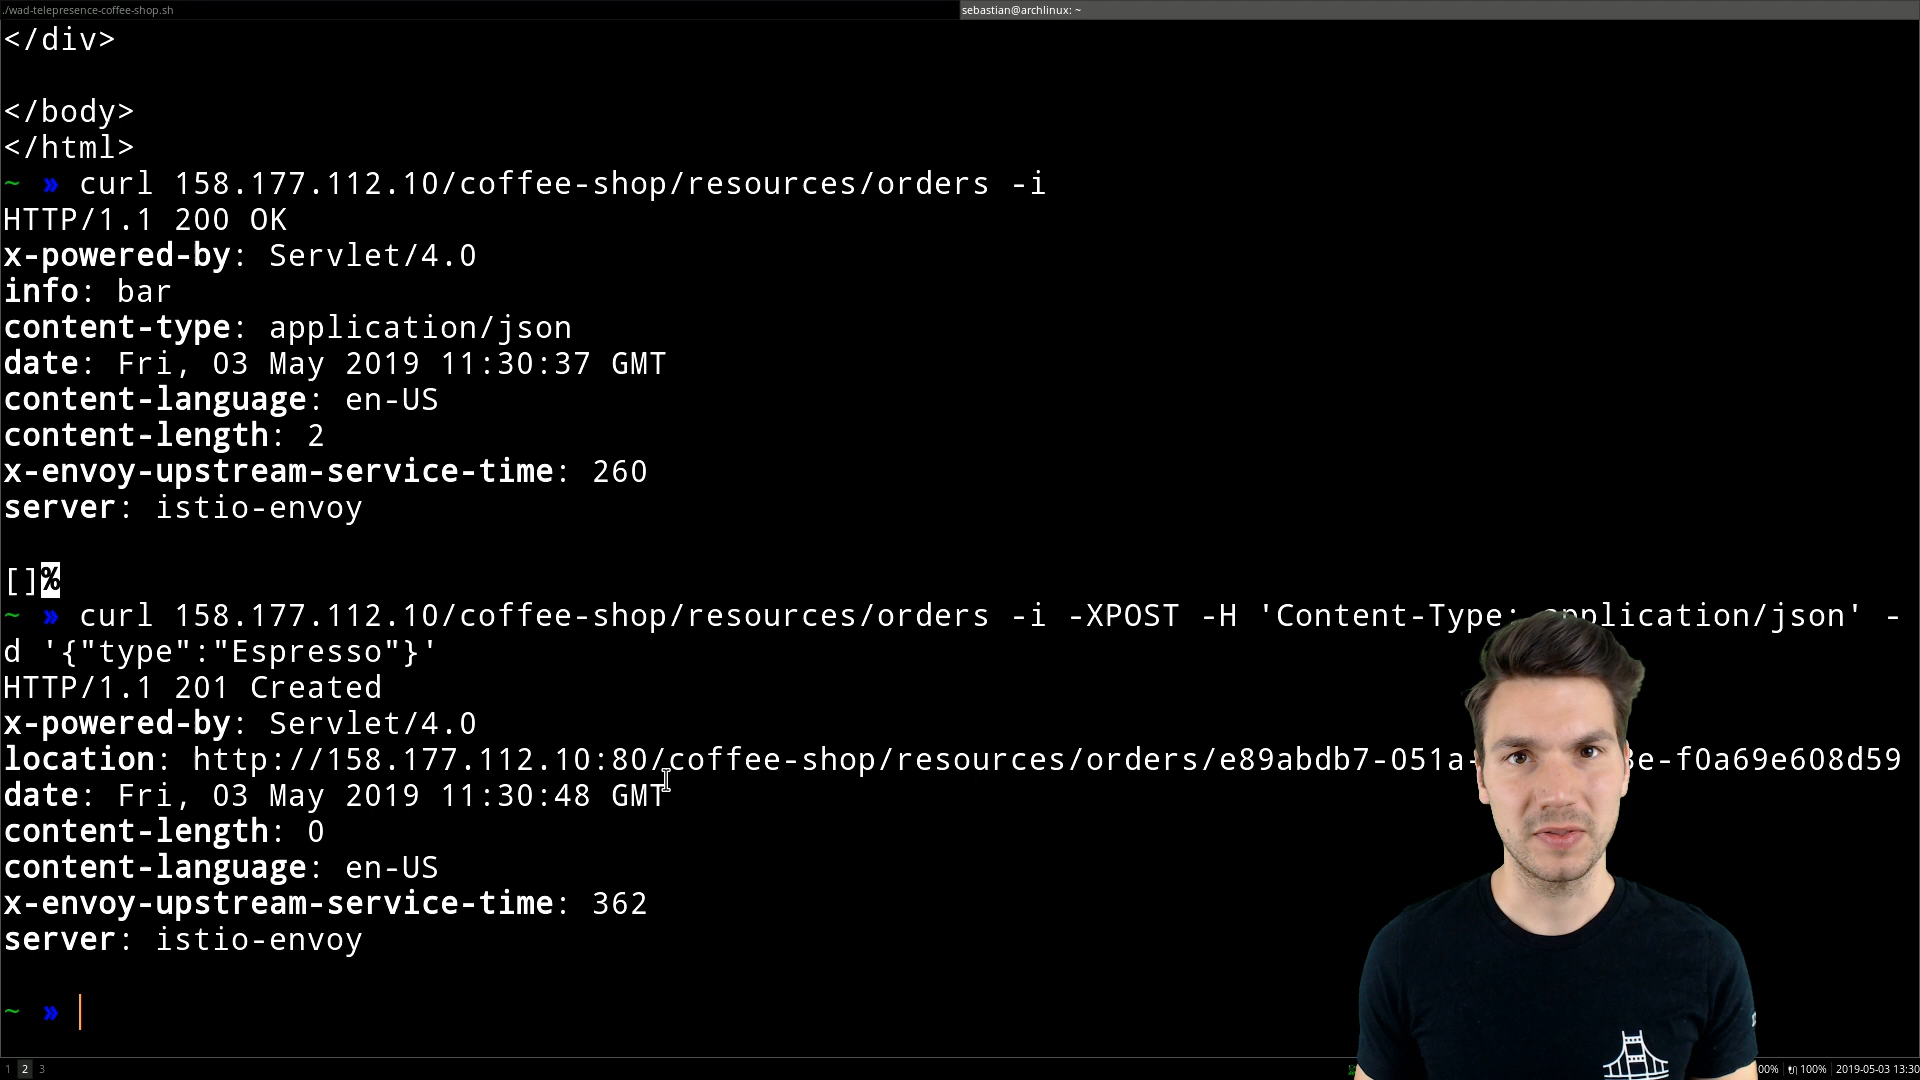 ./wad-telepresence-coffee-shop.sh
sebastian@archlinux: ~
</div>
</body>
</html>
~ » curl 158.177.112.10/coffee-shop/resources/orders -i
HTTP/1.1 200 OK
x-powered-by: Servlet/4.0
info: bar
content-type: application/json
date: Fri, 03 May 2019 11:30:37 GMT
content-language: en-US
content-length: 2
x-envoy-upstream-service-time: 260
server: istio-envoy
[]%
~ » curl 158.177.112.10/coffee-shop/resources/orders -i -XPOST -H 'Content-Type: application/json' -
d '{"type":"Espresso"}'
HTTP/1.1 201 Created
x-powered-by: Servlet/4.0
location: http://158.177.112.10:80/coffee-shop/resources/orders/e89abdb7-051a- e-f0a69e608d59
date: Fri, 03 May 2019 11:30:48 GMT
content-length: 0
content-language: en-US
x-envoy-upstream-service-time: 362
server: istio-envoy
~ »
1 2 3
00% 100% 2019-05-03 13:30